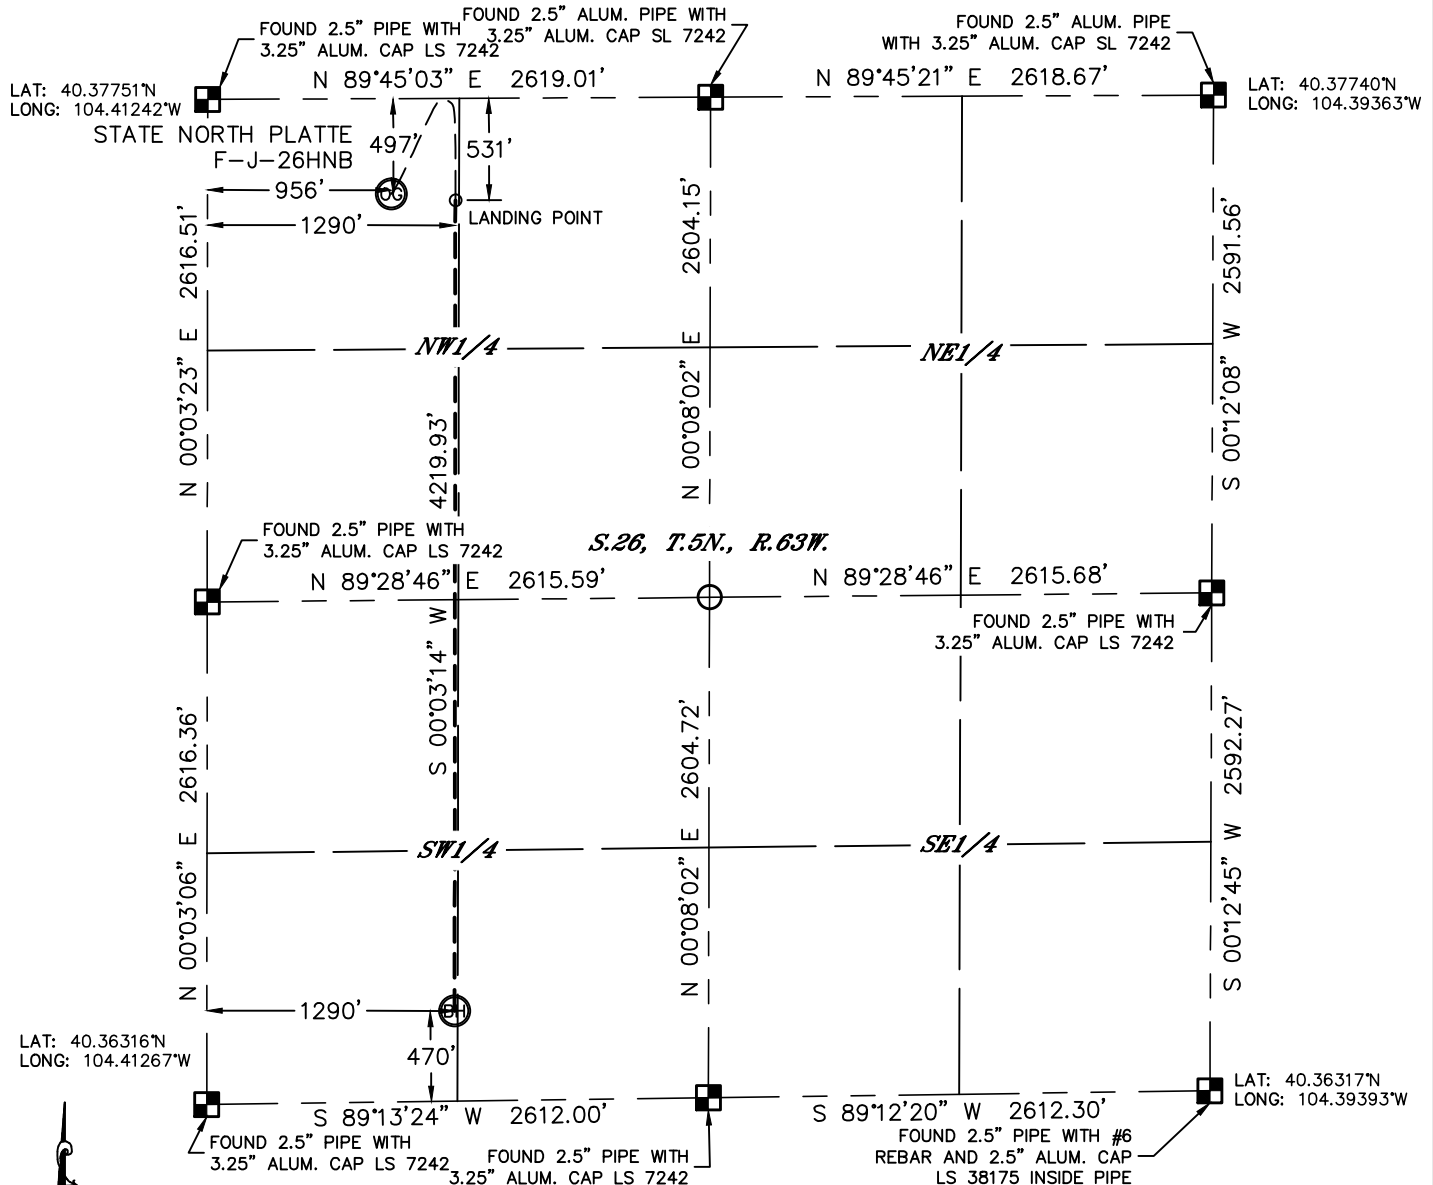 FOUND 2.5" PIPE WITH
3.25" ALUM. CAP LS 7242
FOUND 2.5" ALUM. PIPE WITH
3.25" ALUM. CAP SL 7242
FOUND 2.5" ALUM. PIPE
WITH 3.25" ALUM. CAP SL 7242
LAT: 40.37751°N
LONG: 104.41242°W
N 89°45'03" E 2619.01'
N 89°45'21" E 2618.67'
LAT: 40.37740°N
LONG: 104.39363°W
STATE NORTH PLATTE
F-J-26HNB
497'
531'
956'
OG
1290'
LANDING POINT
N 00°03'23" E 2616.51'
N 00°08'02" E 2604.15'
S 00°12'08" W 2591.56'
NW1/4
NE1/4
S 00°03'14" W 4219.93'
FOUND 2.5" PIPE WITH
3.25" ALUM. CAP LS 7242
S.26, T.5N., R.63W.
N 89°28'46" E 2615.59'
N 89°28'46" E 2615.68'
FOUND 2.5" PIPE WITH
3.25" ALUM. CAP LS 7242
N 00°03'06" E 2616.36'
N 00°08'02" E 2604.72'
S 00°12'45" W 2592.27'
SW1/4
SE1/4
1290'
BH
470'
LAT: 40.36316°N
LONG: 104.41267°W
LAT: 40.36317°N
LONG: 104.39393°W
S 89°13'24" W 2612.00'
S 89°12'20" W 2612.30'
FOUND 2.5" PIPE WITH
3.25" ALUM. CAP LS 7242
FOUND 2.5" PIPE WITH
3.25" ALUM. CAP LS 7242
FOUND 2.5" PIPE WITH #6
REBAR AND 2.5" ALUM. CAP
LS 38175 INSIDE PIPE